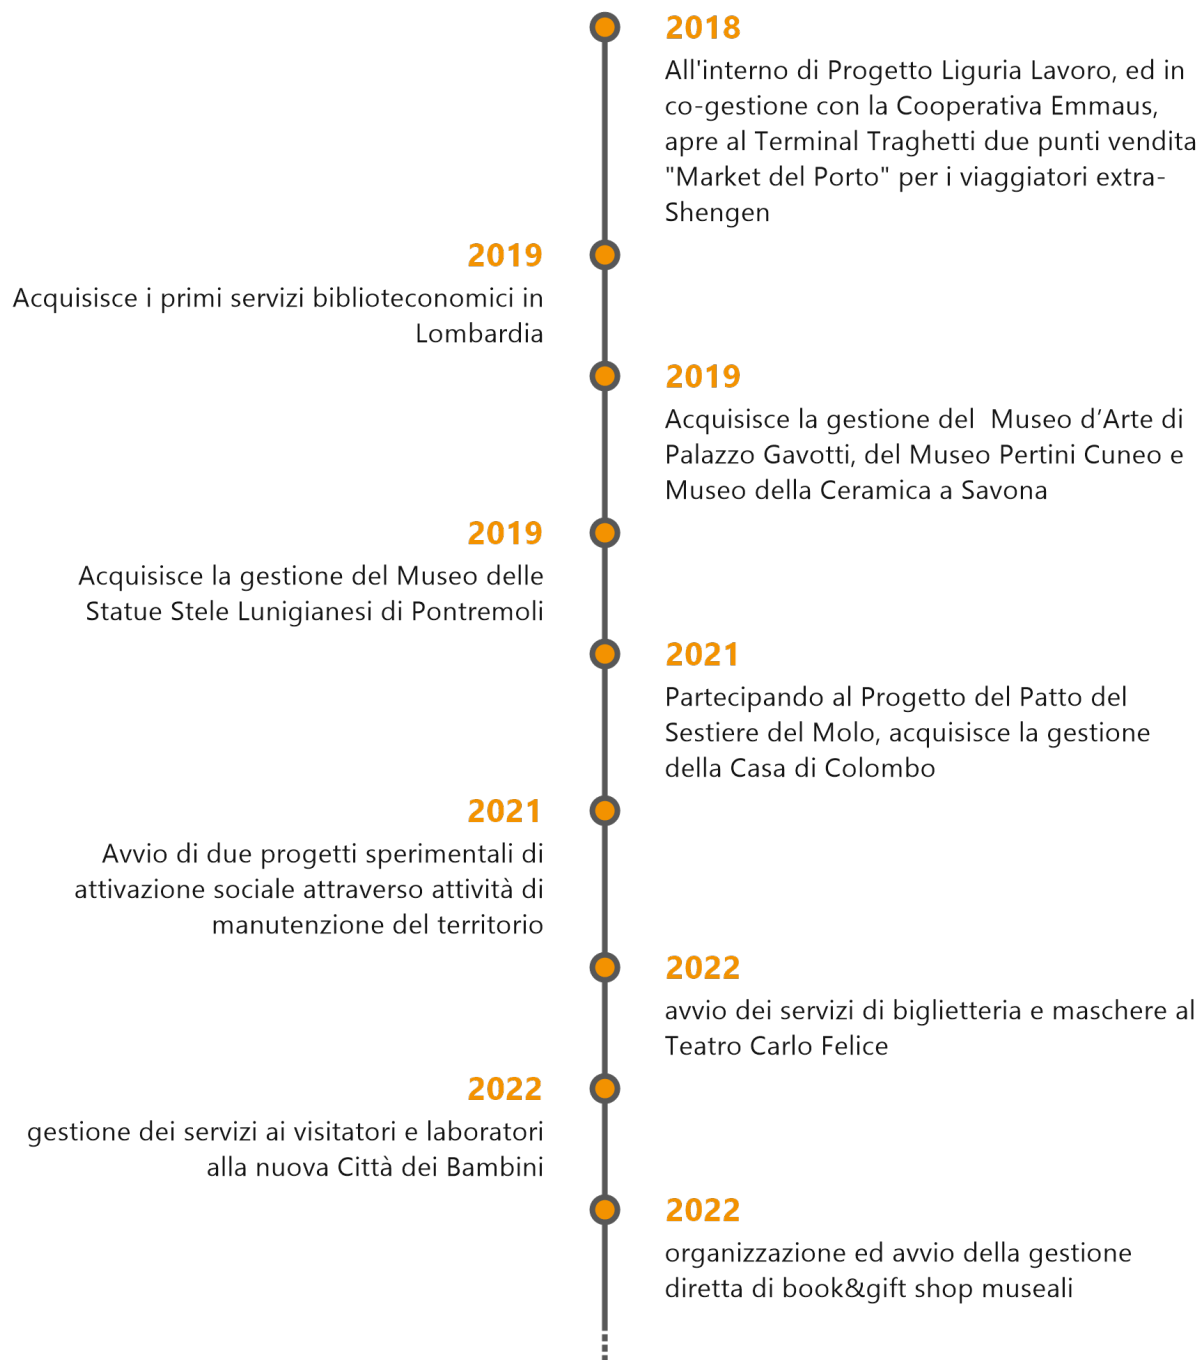 2018
All'interno di Progetto Liguria Lavoro, ed in
co-gestione con la Cooperativa Emmaus,
apre al Terminal Traghetti due punti vendita
"Market del Porto" per i viaggiatori extra-
Shengen
2019
Acquisisce i primi servizi biblioteconomici in
Lombardia
2019
Acquisisce la gestione del  Museo d’Arte di
Palazzo Gavotti, del Museo Pertini Cuneo e
Museo della Ceramica a Savona
2019
Acquisisce la gestione del Museo delle
Statue Stele Lunigianesi di Pontremoli
2021
Partecipando al Progetto del Patto del
Sestiere del Molo, acquisisce la gestione
della Casa di Colombo
2021
Avvio di due progetti sperimentali di
attivazione sociale attraverso attività di
manutenzione del territorio
2022
avvio dei servizi di biglietteria e maschere al
Teatro Carlo Felice
2022
gestione dei servizi ai visitatori e laboratori
alla nuova Città dei Bambini
2022
organizzazione ed avvio della gestione
diretta di book&gift shop museali